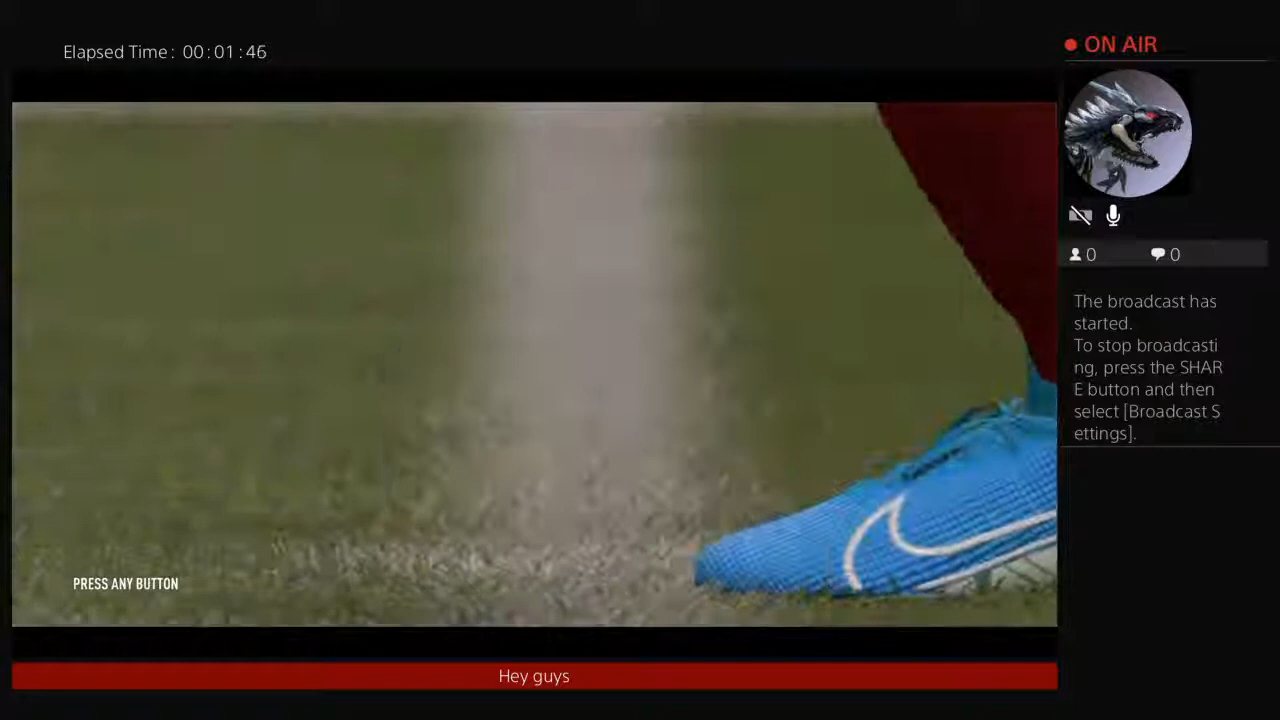 Elapsed Time: 00:01:46
ON AIR
0 0
The broadcast has
started.
To stop broadcasti
ng, press the SHAR
E button and then
select [Broadcast S
ettings].
PRESS ANY BUTTON
Hey guys